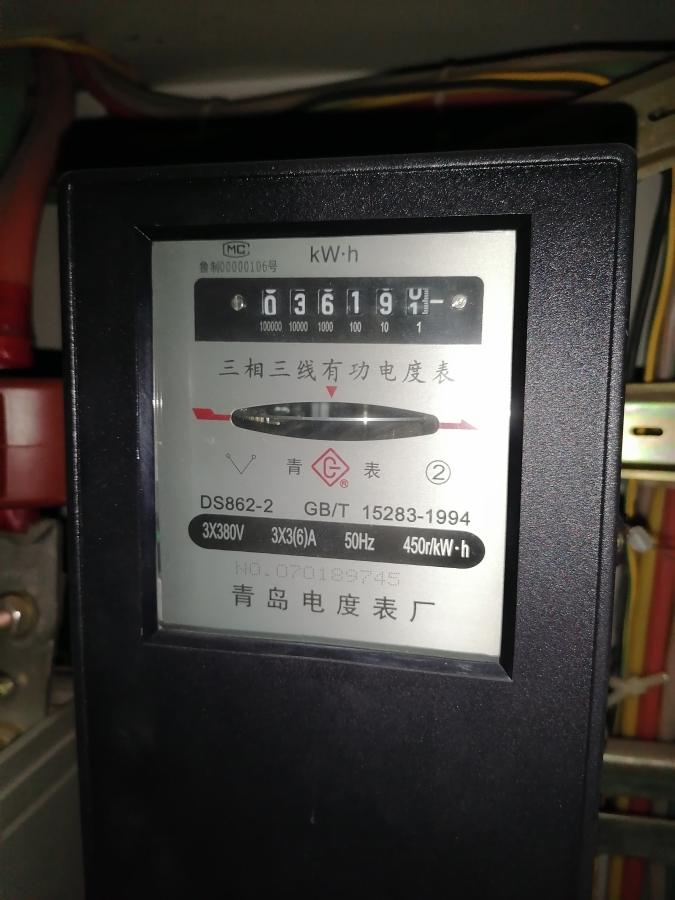 MC
kW·h
鲁制00000106号
0 3 6 1 9
100000 10000 1000 100 10 1
三相三线有功电度表
青 G ® 表 ②
DS862-2 GB/T 15283-1994
3X380V 3X3(6)A 50Hz 450r/kW·h
NO.070189745
青岛电度表厂